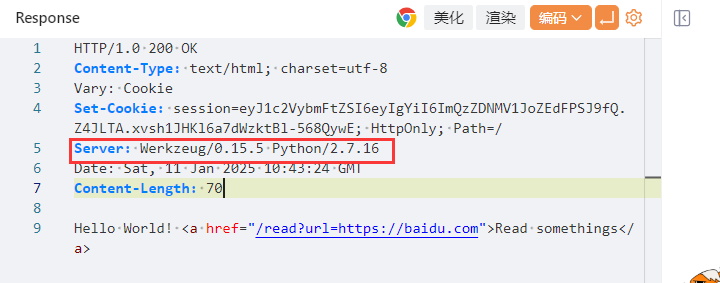 Response
美化 渲染 编码
1 HTTP/1.0 200 OK
2 Content-Type: text/html; charset=utf-8
3 Vary: Cookie
4 Set-Cookie: session=eyJ1c2VybmFtZSI6eyIgYiI6ImQzZDNMV1JoZEdFPSJ9fQ.
Z4JLTA.xvsh1JHKl6a7dWzktBl-568QywE; HttpOnly; Path=/
5 Server: Werkzeug/0.15.5 Python/2.7.16
6 Date: Sat, 11 Jan 2025 10:43:24 GMT
7 Content-Length: 70
8
9 Hello World! <a href="/read?url=https://baidu.com">Read somethings</
a>